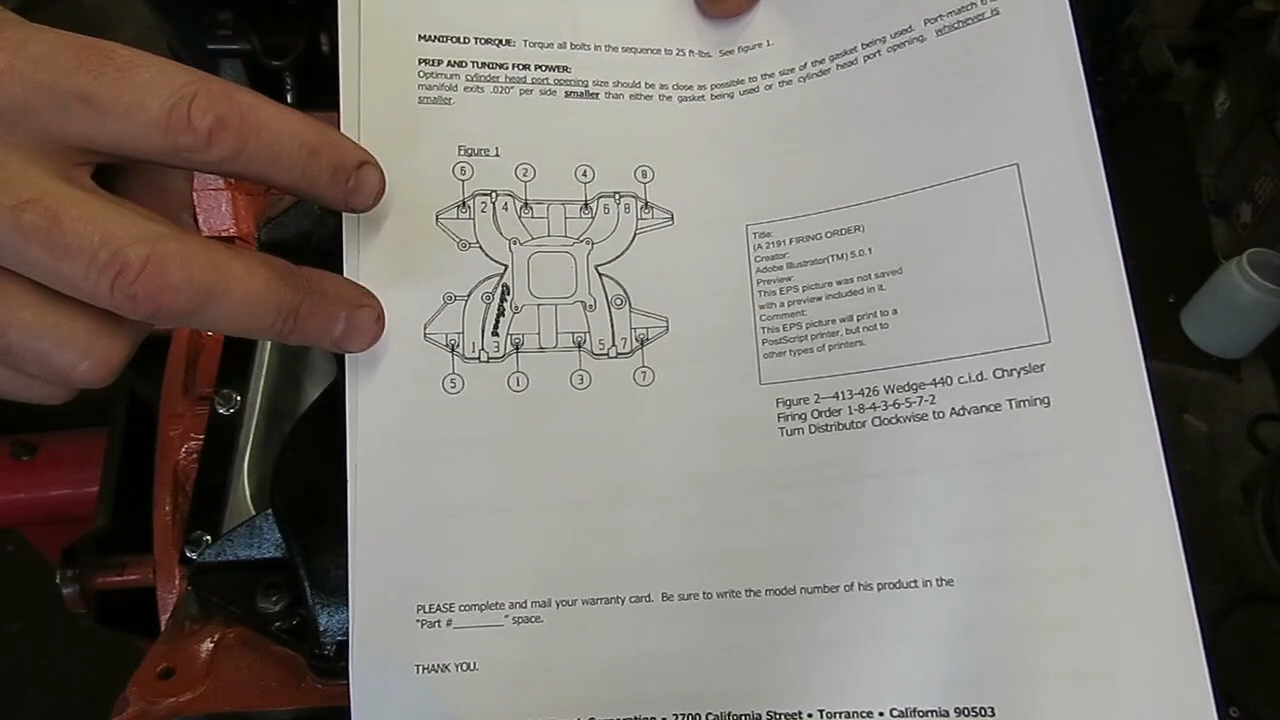 MANIFOLD TORQUE: Torque all bolts in the sequence to 25 ft-lbs. See figure 1.
PREP AND TUNING FOR POWER:
Optimum cylinder head port opening size should be as close as possible to the size of the gasket being used. Port-match
manifold exits .020" per side smaller than either the gasket being used or the cylinder head port opening, whichever is
smaller.
Figure 1
6 2 4 8
2 4 6 8
Edelbrock
1 3 5 7
5 1 3 7
Title:
(A 2191 FIRING ORDER)
Creator:
Adobe Illustrator(TM) 5.0.1
Preview:
This EPS picture was not saved
with a preview included in it.
Comment:
This EPS picture will print to a
PostScript printer, but not to
other types of printers.
Figure 2—413-426 Wedge-440 c.i.d. Chrysler
Firing Order 1-8-4-3-6-5-7-2
Turn Distributor Clockwise to Advance Timing
PLEASE complete and mail your warranty card. Be sure to write the model number of his product in the
"Part #_______" space.
THANK YOU.
Corporation • 2700 California Street • Torrance • California 90503